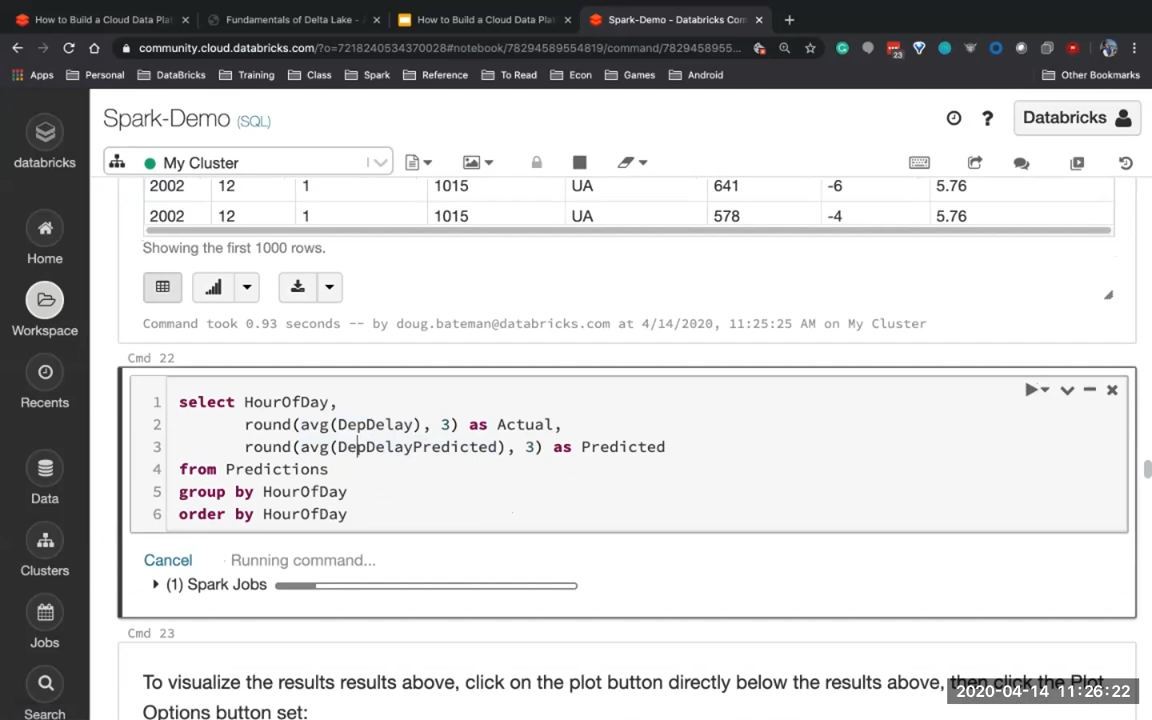 How to Build a Cloud Data Plat
Fundamentals of Delta Lake -
How to Build a Cloud Data Plat
Spark-Demo - Databricks Com
community.cloud.databricks.com/?o=7218240534370028#notebook/78294589554819/command/7829458955...
23
Apps Personal DataBricks Training Class Spark Reference To Read Econ Games Android Other Bookmarks
databricks
Home
Workspace
Recents
Data
Clusters
Jobs
Search
Spark-Demo (SQL)
Databricks
My Cluster
2002 12 1 1015 UA 641 -6 5.76
2002 12 1 1015 UA 578 -4 5.76
Showing the first 1000 rows.
Command took 0.93 seconds -- by doug.bateman@databricks.com at 4/14/2020, 11:25:25 AM on My Cluster
Cmd 22
1 select HourOfDay,
2 round(avg(DepDelay), 3) as Actual,
3 round(avg(DepDelayPredicted), 3) as Predicted
4 from Predictions
5 group by HourOfDay
6 order by HourOfDay
Cancel Running command...
(1) Spark Jobs
Cmd 23
To visualize the results results above, click on the plot button directly below the results above, then click the Plot
Options button set:
2020-04-14 11:26:22